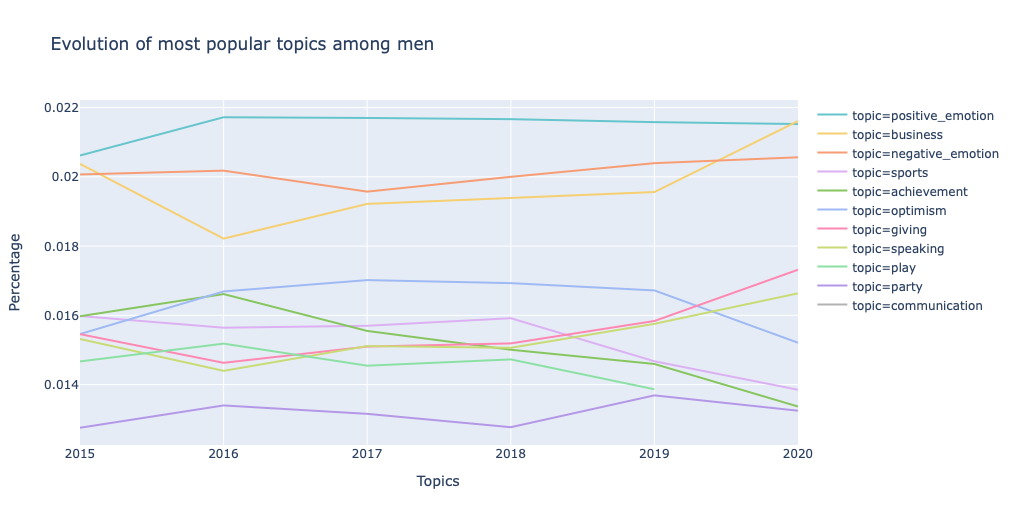 Evolution of most popular topics among men
0.022
0.02
0.018
0.016
0.014
Percentage
2015
2016
2017
2018
2019
2020
Topics
topic=positive_emotion
topic=business
topic=negative_emotion
topic=sports
topic=achievement
topic=optimism
topic=giving
topic=speaking
topic=play
topic=party
topic=communication